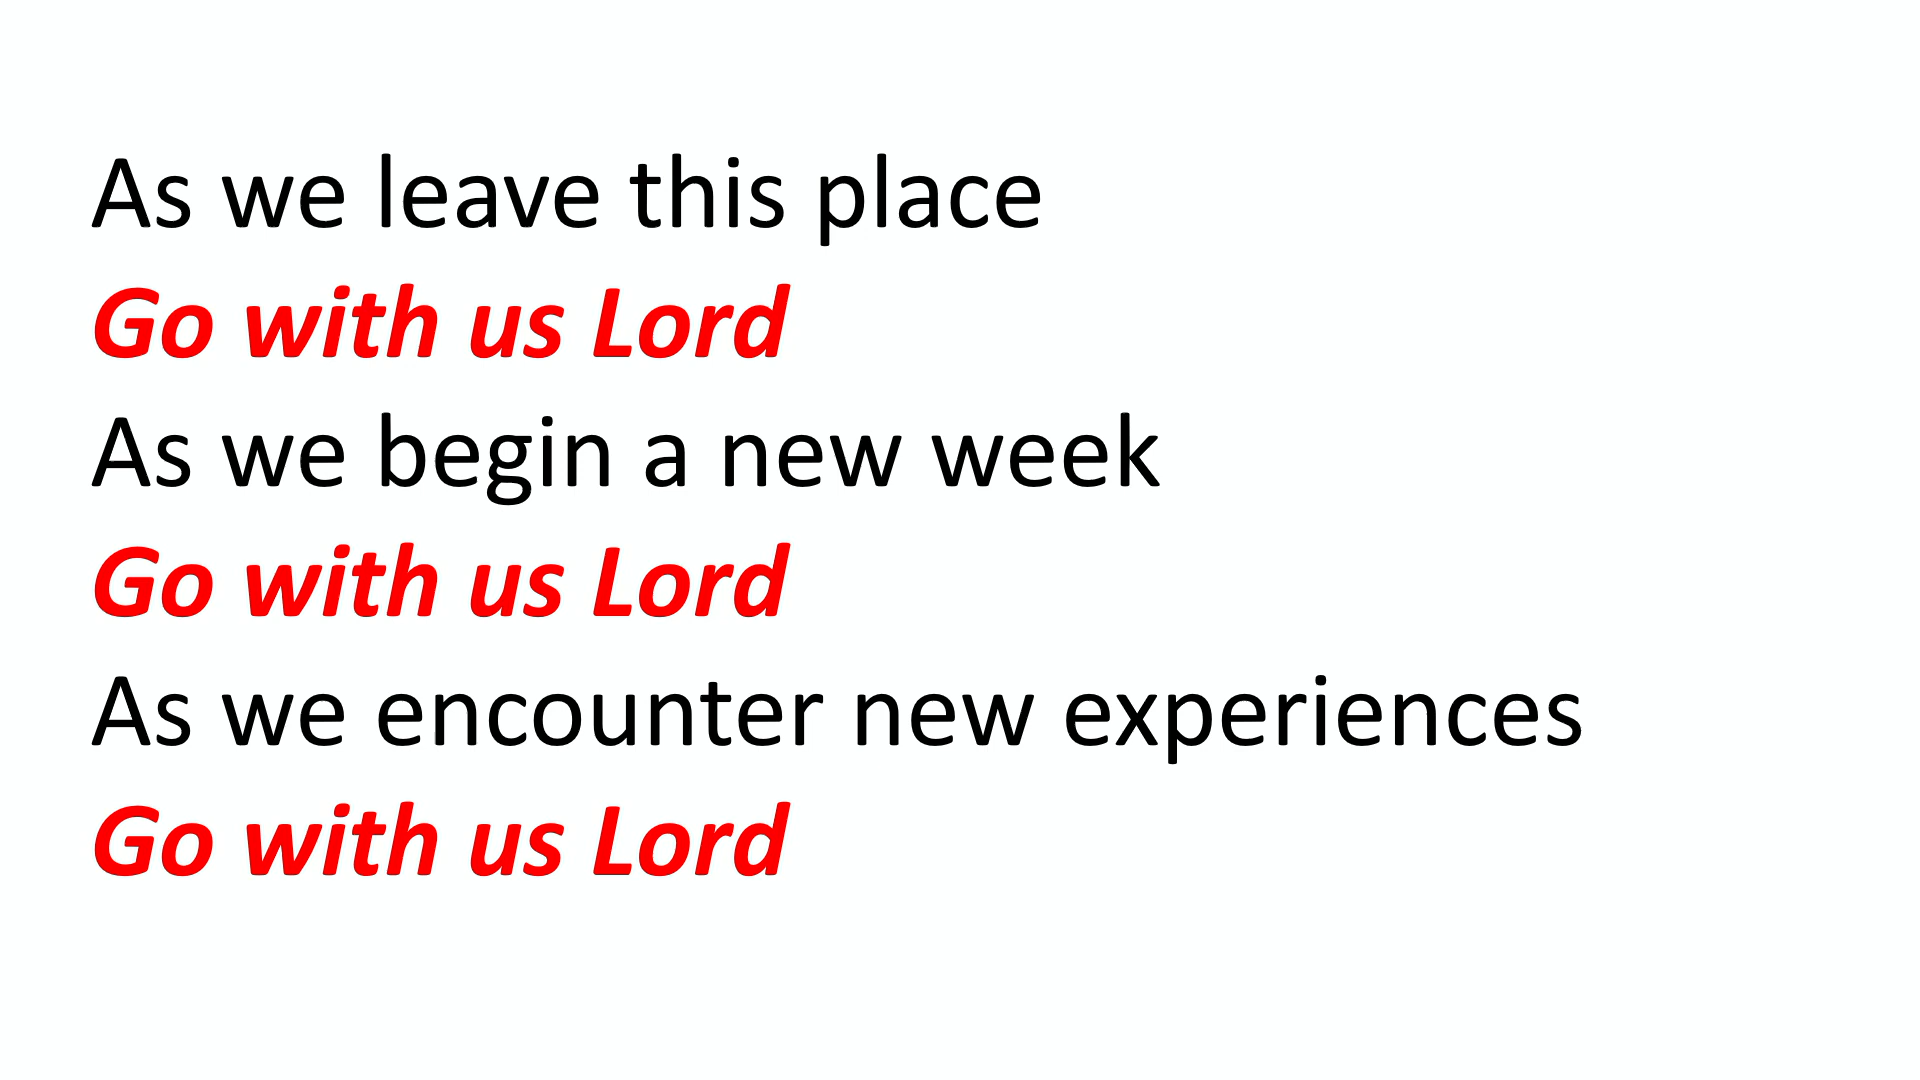 As we leave this place
Go with us Lord
As we begin a new week
Go with us Lord
As we encounter new experiences
Go with us Lord